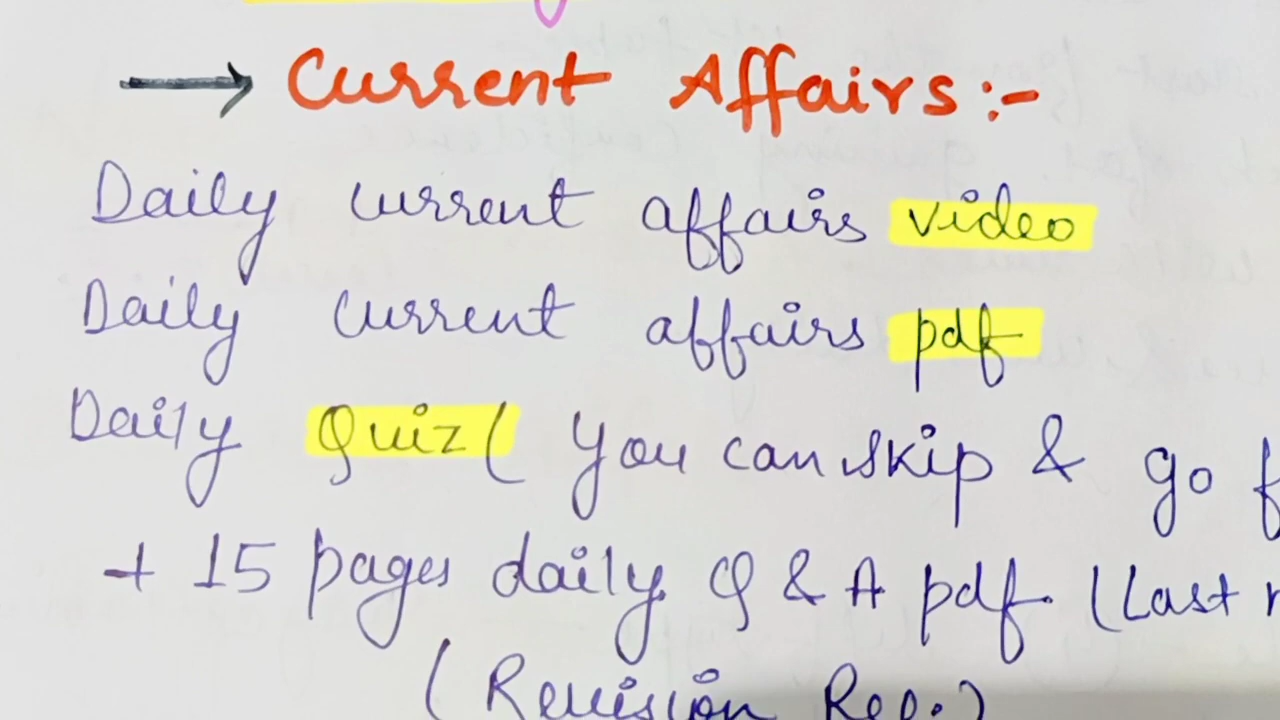 → Current Affairs:-
Daily current affairs video
Daily current affairs pdf
Daily Quiz ( You can skip & go
+ 15 pages daily Q & A pdf. (Last
(Revision Rep.)